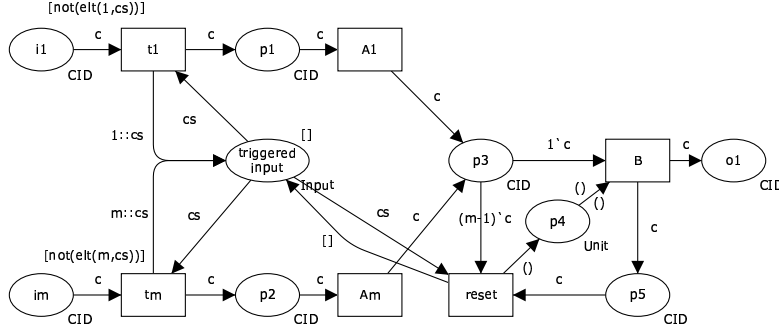 [not(elt(1,cs))]
i1
c
t1
c
p1
c
A1
CID
CID
c
cs
1::cs
[]
triggered
input
Input
p3
CID
1`c
B
c
o1
CID
()
()
p4
Unit
m::cs
cs
cs
c
(m-1)`c
[]
c
[not(elt(m,cs))]
()
im
c
tm
c
p2
c
Am
reset
c
p5
CID
CID
CID